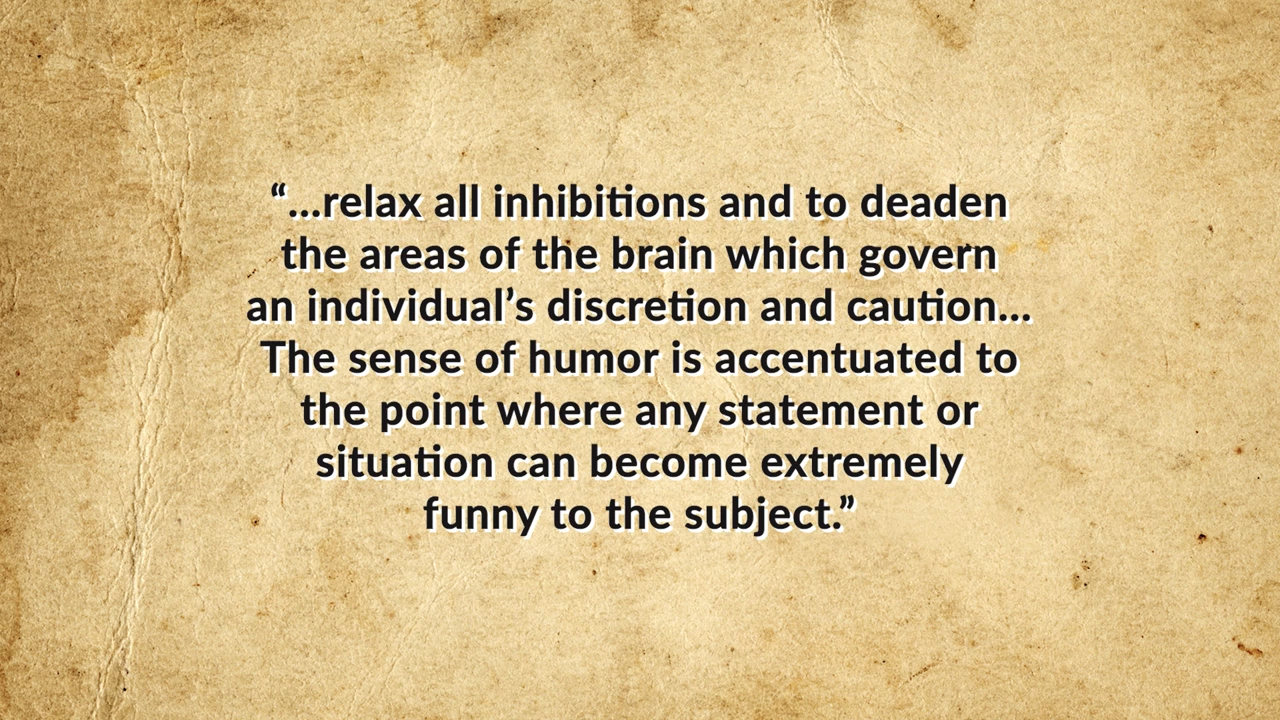 “...relax all inhibitions and to deaden
the areas of the brain which govern
an individual’s discretion and caution...
The sense of humor is accentuated to
the point where any statement or
situation can become extremely
funny to the subject.”